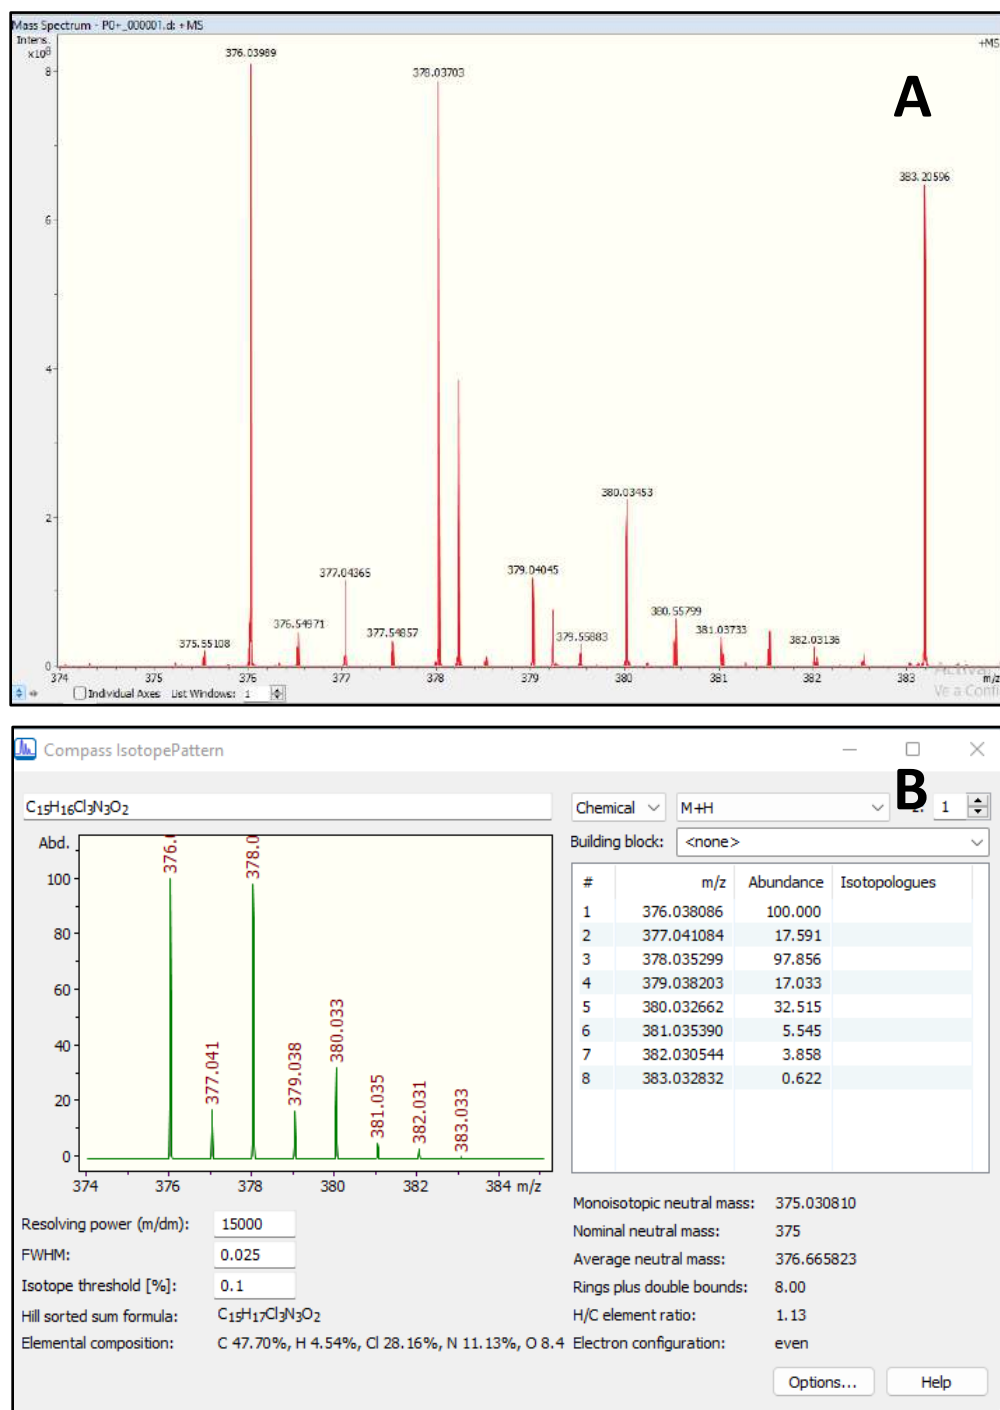 Mass Spectrum - P0+_000001.d: +MS
Intens.
x10⁸
+MS
A
376.03989
378.03703
383.20596
377.04365
375.55108
376.54971
377.54857
379.04045
379.55883
380.03453
380.55799
381.03733
382.03136
8
6
4
2
0
374 375 376 377 378 379 380 381 382 383 m/z
Individual Axes List Windows: 1
Compass IsotopePattern
B
C₁₅H₁₆Cl₃N₃O₂
Chemical M+H 1
Building block: <none>
Abd.
100
80
60
40
20
0
377.041
379.038
380.033
381.035
382.031
383.033
374 376 378 380 382 384 m/z
# m/z Abundance Isotopologues
1 376.038086 100.000
2 377.041084 17.591
3 378.035299 97.856
4 379.038203 17.033
5 380.032662 32.515
6 381.035390 5.545
7 382.030544 3.858
8 383.032832 0.622
Resolving power (m/dm): 15000
FWHM: 0.025
Isotope threshold [%]: 0.1
Hill sorted sum formula: C₁₅H₁₇Cl₃N₃O₂
Elemental composition: C 47.70%, H 4.54%, Cl 28.16%, N 11.13%, O 8.4
Monoisotopic neutral mass: 375.030810
Nominal neutral mass: 375
Average neutral mass: 376.665823
Rings plus double bounds: 8.00
H/C element ratio: 1.13
Electron configuration: even
Options... Help